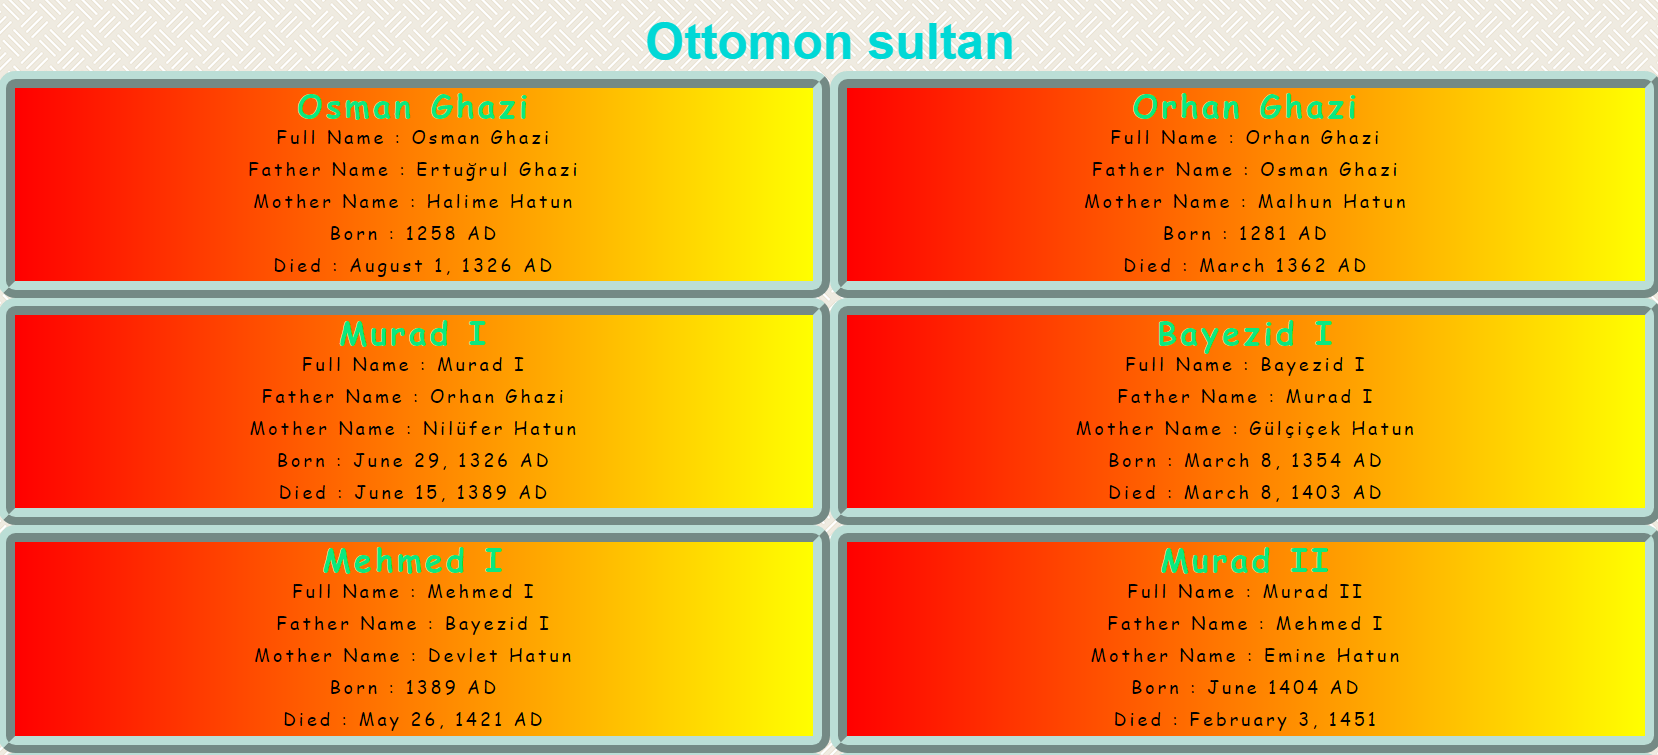 Ottomon sultan
Osman Ghazi
Full Name : Osman Ghazi
Father Name : Ertuğrul Ghazi
Mother Name : Halime Hatun
Born : 1258 AD
Died : August 1, 1326 AD
Orhan Ghazi
Full Name : Orhan Ghazi
Father Name : Osman Ghazi
Mother Name : Malhun Hatun
Born : 1281 AD
Died : March 1362 AD
Murad I
Full Name : Murad I
Father Name : Orhan Ghazi
Mother Name : Nilüfer Hatun
Born : June 29, 1326 AD
Died : June 15, 1389 AD
Bayezid I
Full Name : Bayezid I
Father Name : Murad I
Mother Name : Gülçiçek Hatun
Born : March 8, 1354 AD
Died : March 8, 1403 AD
Mehmed I
Full Name : Mehmed I
Father Name : Bayezid I
Mother Name : Devlet Hatun
Born : 1389 AD
Died : May 26, 1421 AD
Murad II
Full Name : Murad II
Father Name : Mehmed I
Mother Name : Emine Hatun
Born : June 1404 AD
Died : February 3, 1451